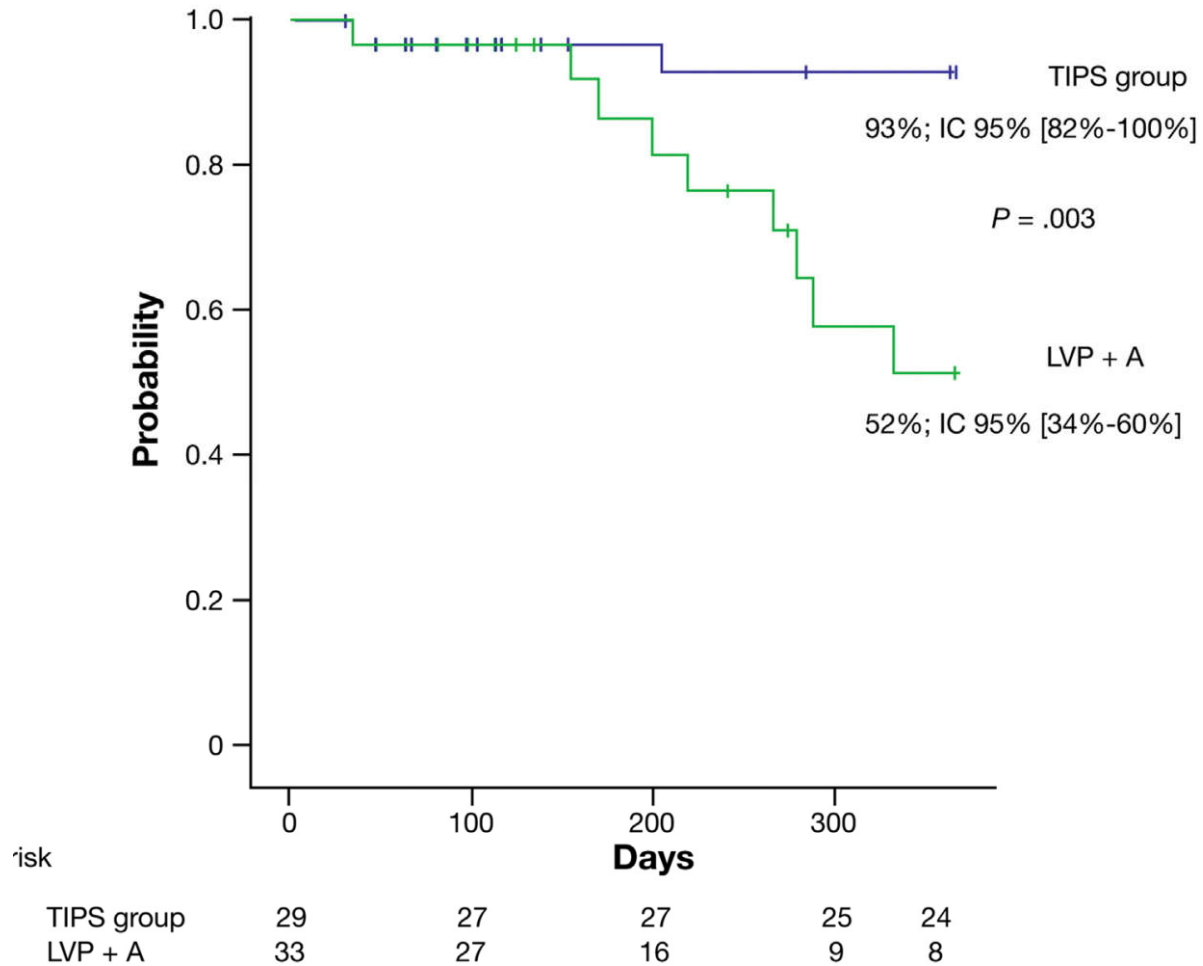 1.0
0.8
0.6
0.4
0.2
0
Probability
TIPS group
93%; IC 95% [82%-100%]
P = .003
LVP + A
52%; IC 95% [34%-60%]
0 100 200 300
Days
risk
TIPS group 29 27 27 25 24
LVP + A 33 27 16 9 8